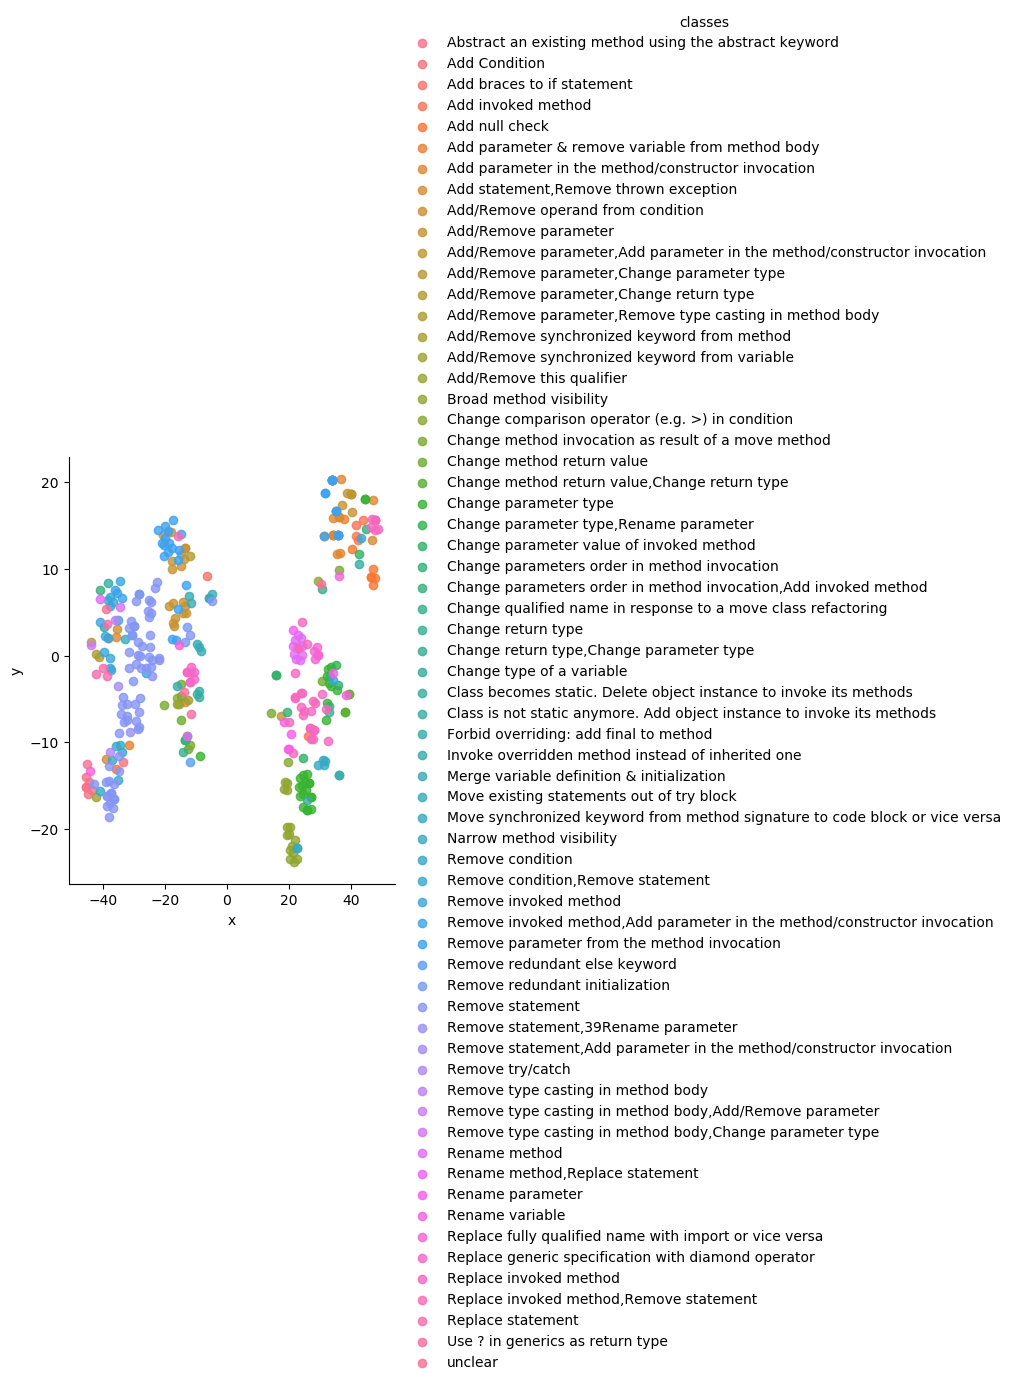 classes
Abstract an existing method using the abstract keyword
Add Condition
Add braces to if statement
Add invoked method
Add null check
Add parameter & remove variable from method body
Add parameter in the method/constructor invocation
Add statement,Remove thrown exception
Add/Remove operand from condition
Add/Remove parameter
Add/Remove parameter,Add parameter in the method/constructor invocation
Add/Remove parameter,Change parameter type
Add/Remove parameter,Change return type
Add/Remove parameter,Remove type casting in method body
Add/Remove synchronized keyword from method
Add/Remove synchronized keyword from variable
Add/Remove this qualifier
Broad method visibility
Change comparison operator (e.g. >) in condition
Change method invocation as result of a move method
Change method return value
Change method return value,Change return type
Change parameter type
Change parameter type,Rename parameter
Change parameter value of invoked method
Change parameters order in method invocation
Change parameters order in method invocation,Add invoked method
Change qualified name in response to a move class refactoring
Change return type
Change return type,Change parameter type
Change type of a variable
Class becomes static. Delete object instance to invoke its methods
Class is not static anymore. Add object instance to invoke its methods
Forbid overriding: add final to method
Invoke overridden method instead of inherited one
Merge variable definition & initialization
Move existing statements out of try block
Move synchronized keyword from method signature to code block or vice versa
Narrow method visibility
Remove condition
Remove condition,Remove statement
Remove invoked method
Remove invoked method,Add parameter in the method/constructor invocation
Remove parameter from the method invocation
Remove redundant else keyword
Remove redundant initialization
Remove statement
Remove statement,39Rename parameter
Remove statement,Add parameter in the method/constructor invocation
Remove try/catch
Remove type casting in method body
Remove type casting in method body,Add/Remove parameter
Remove type casting in method body,Change parameter type
Rename method
Rename method,Replace statement
Rename parameter
Rename variable
Replace fully qualified name with import or vice versa
Replace generic specification with diamond operator
Replace invoked method
Replace invoked method,Remove statement
Replace statement
Use ? in generics as return type
unclear
20
10
0
−10
−20
y
−40
−20
0
20
40
x